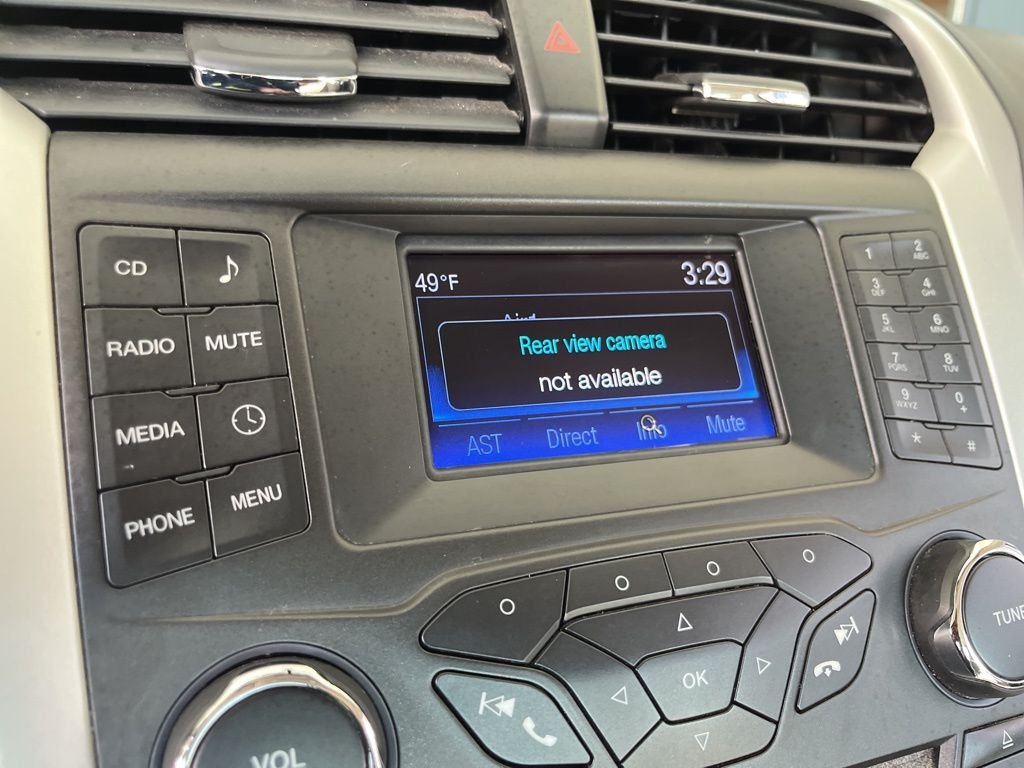 CD
RADIO
MUTE
MEDIA
PHONE
MENU
49°F
3:29
Rear view camera
not available
AST Direct Info Mute
1
2 ABC
3 DEF
4 GHI
5 JKL
6 MNO
7 PQRS
8 TUV
9 WXYZ
0 +
*
#
OK
VOL
TUNE